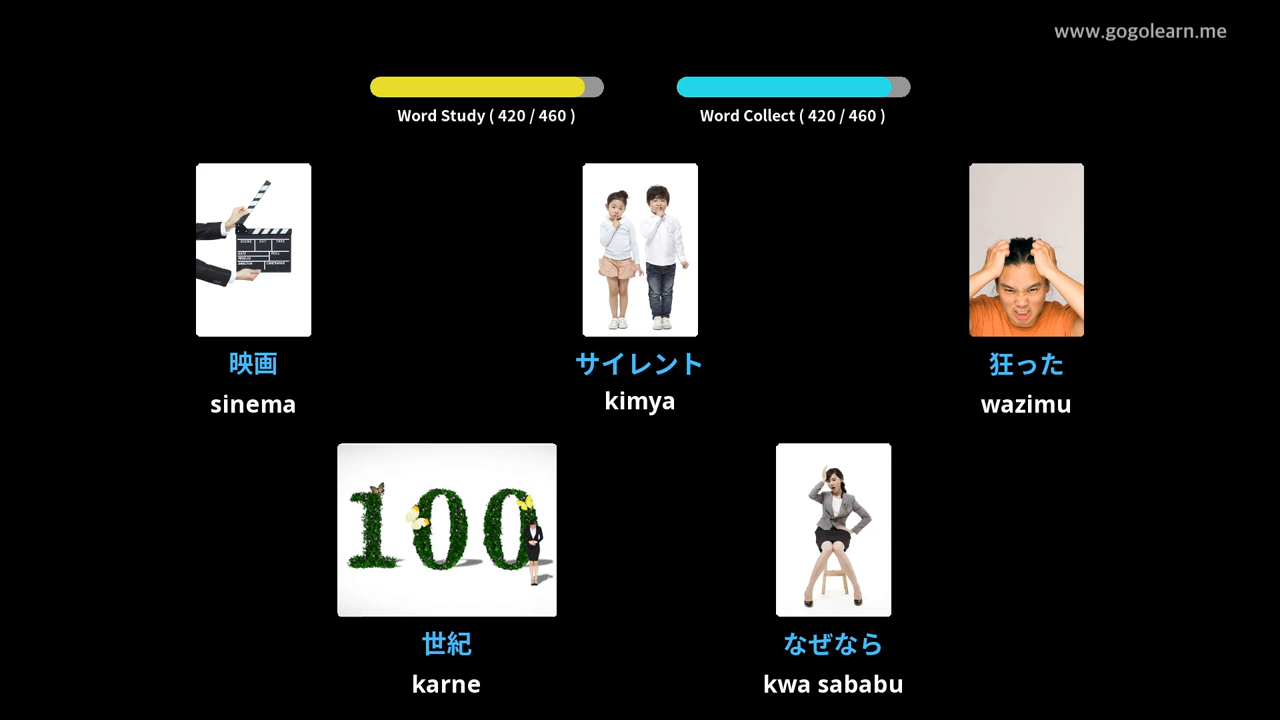 www.gogolearn.me
Word Study ( 420 / 460 )
Word Collect ( 420 / 460 )
映画
サイレント
狂った
sinema
kimya
wazimu
100
世紀
なぜなら
karne
kwa sababu